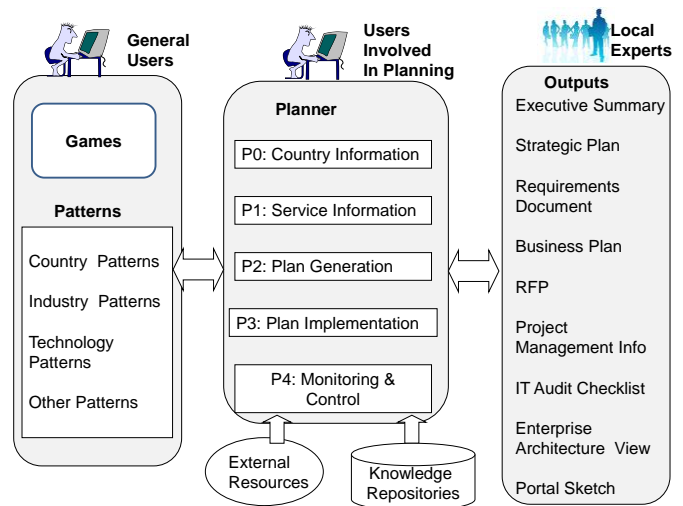 General
Users
Games
Patterns
Country Patterns
Industry Patterns
Technology
Patterns
Other Patterns
Users
Involved
In Planning
Planner
P0: Country Information
P1: Service Information
P2: Plan Generation
P3: Plan Implementation
P4: Monitoring &
Control
External
Resources
Knowledge
Repositories
Local
Experts
Outputs
Executive Summary
Strategic Plan
Requirements
Document
Business Plan
RFP
Project
Management Info
IT Audit Checklist
Enterprise
Architecture View
Portal Sketch